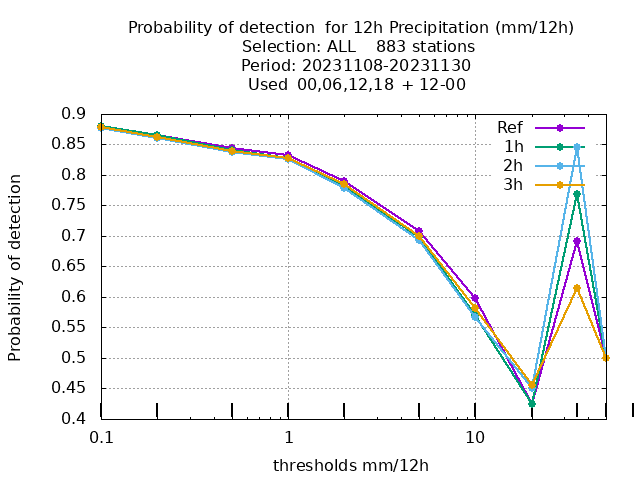 Probability of detection  for 12h Precipitation (mm/12h)
Selection: ALL    883 stations
Period: 20231108-20231130
Used  00,06,12,18 + 12-00
Probability of detection
0.9
0.85
0.8
0.75
0.7
0.65
0.6
0.55
0.5
0.45
0.4
Ref
1h
2h
3h
0.1
1
10
thresholds mm/12h